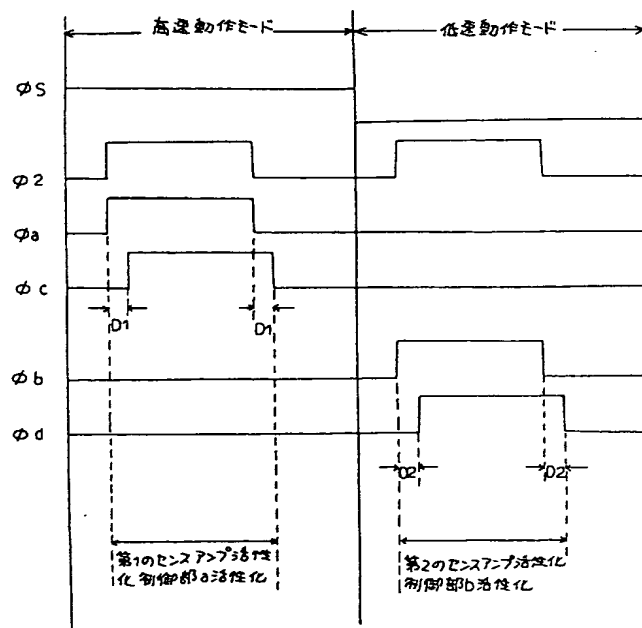 高速動作モード
低速動作モード
φS
φ2
φa
φc
D1
D1
φb
φd
D2
D2
第1のセンスアンプ活性
化制御部a活性化
第2のセンスアンプ活性化
制御部b活性化